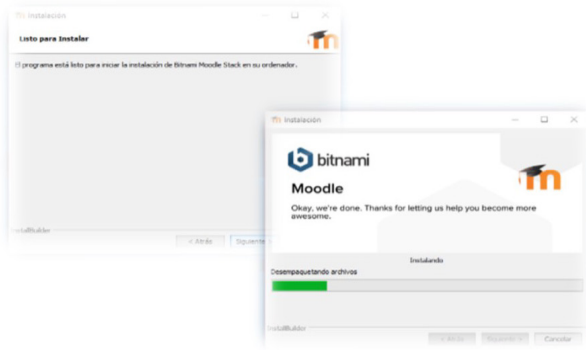 Instalación
Listo para Instalar
El programa está listo para iniciar la instalación de Bitnami Moodle Stack en su ordenador.
InstallBuilder
< Atrás
Siguiente >
Instalación
bitnami
Moodle
Okay, we're done. Thanks for letting us help you become more
awesome.
Instalando
Desempaquetando archivos
InstallBuilder
< Atrás
Siguiente >
Cancelar